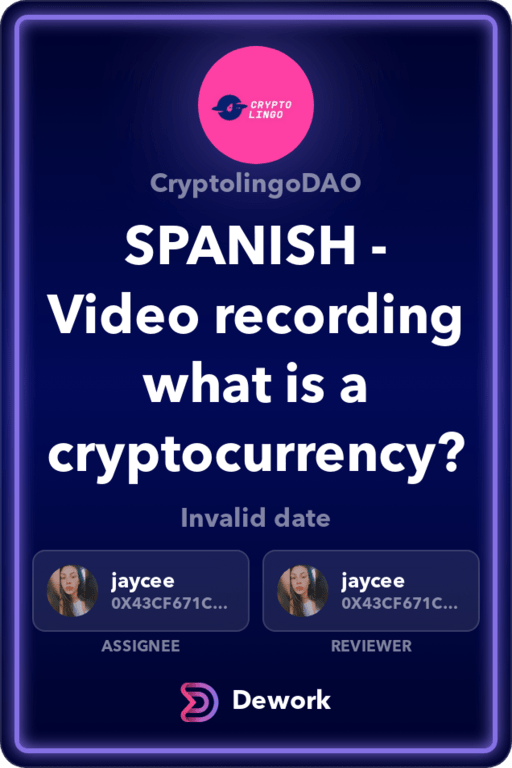 CRYPTO
LINGO
CryptolingoDAO
SPANISH -
Video recording
what is a
cryptocurrency?
Invalid date
jaycee
0X43CF671C...
jaycee
0X43CF671C...
ASSIGNEE
REVIEWER
Dework